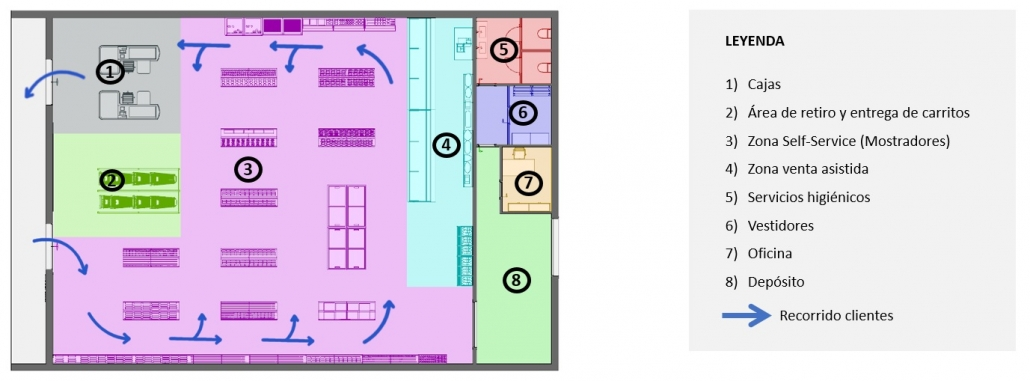 1
2
3
4
5
6
7
8
LEYENDA
1) Cajas
2) Área de retiro y entrega de carritos
3) Zona Self-Service (Mostradores)
4) Zona venta asistida
5) Servicios higiénicos
6) Vestidores
7) Oficina
8) Depósito
Recorrido clientes